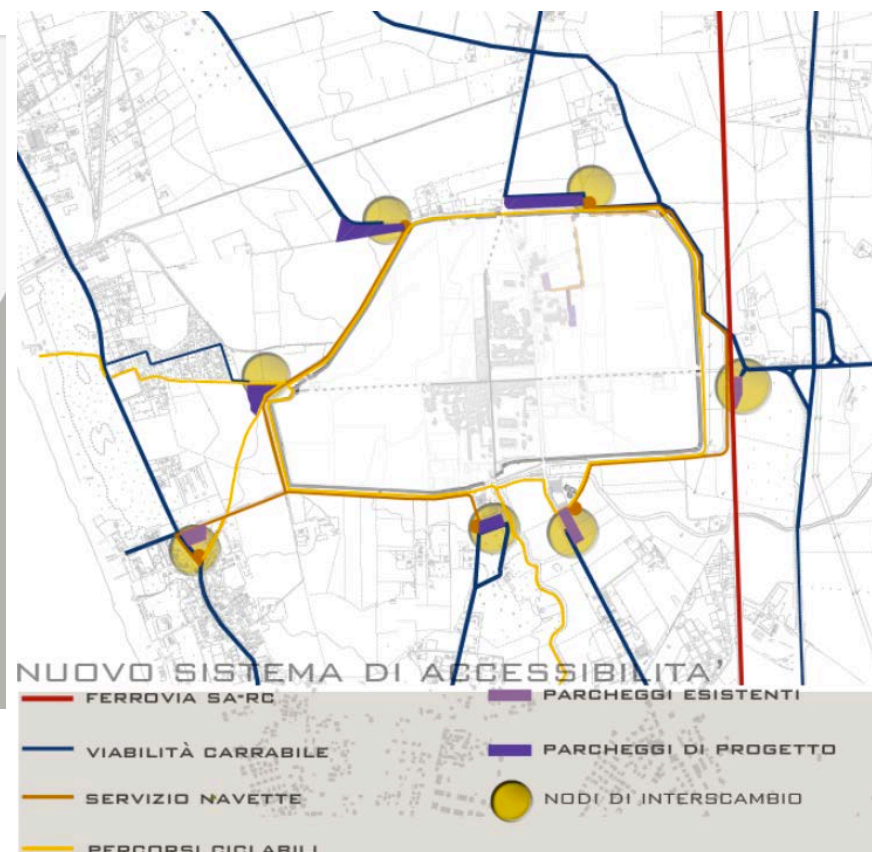 NUOVO SISTEMA DI ACCESSIBILITA'
FERROVIA SA-RC
VIABILITÀ CARRABILE
SERVIZIO NAVETTE
PERCORSI CICLABILI
PARCHEGGI ESISTENTI
PARCHEGGI DI PROGETTO
NODI DI INTERSCAMBIO